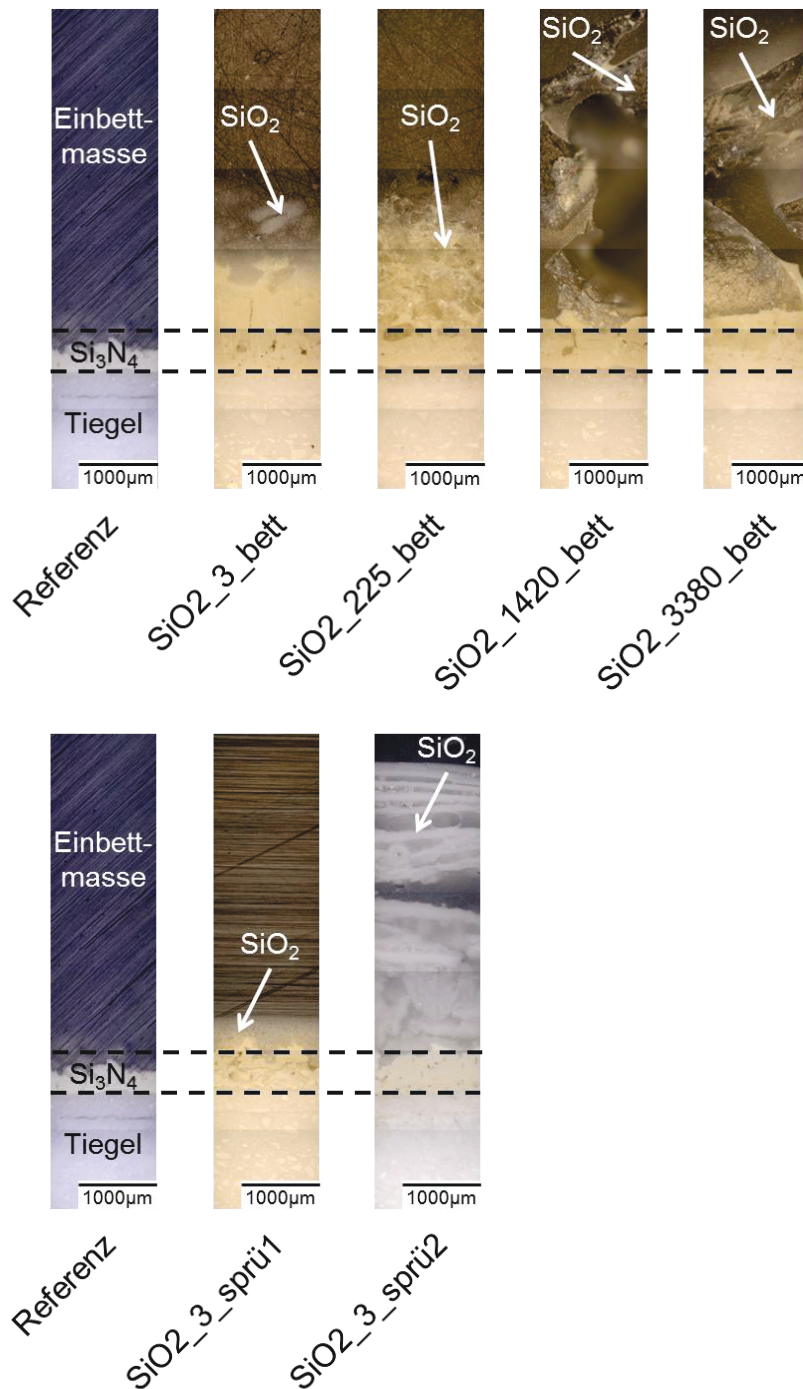 SiO₂
SiO₂
SiO₂
SiO₂
Einbett-
masse
Si₃N₄
Tiegel
1000µm
1000µm
1000µm
1000µm
1000µm
Referenz
SiO2_3_bett
SiO2_225_bett
SiO2_1420_bett
SiO2_3380_bett
SiO₂
Einbett-
masse
SiO₂
Si₃N₄
Tiegel
1000µm
1000µm
1000µm
Referenz
SiO2_3_sprü1
SiO2_3_sprü2